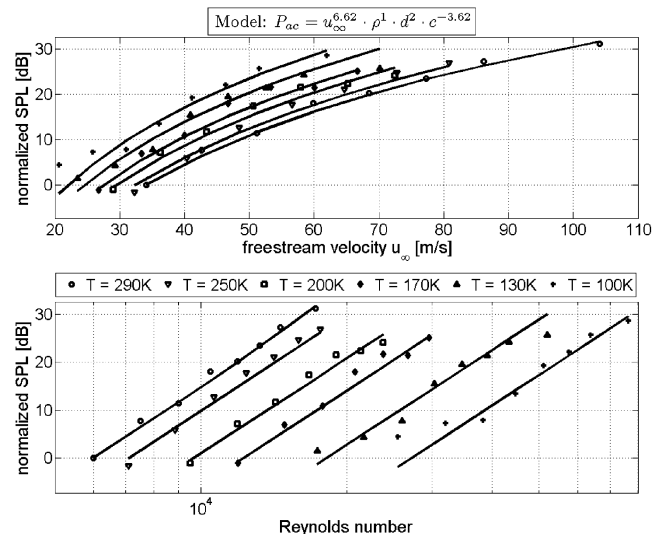 Model: P_ac = u_∞^6.62 · ρ^1 · d^2 · c^−3.62
normalized SPL [dB]
30
20
10
0
20 30 40 50 60 70 80 90 100 110
freestream velocity u_∞ [m/s]
T = 290K T = 250K T = 200K T = 170K T = 130K T = 100K
normalized SPL [dB]
30
20
10
0
10^4
Reynolds number